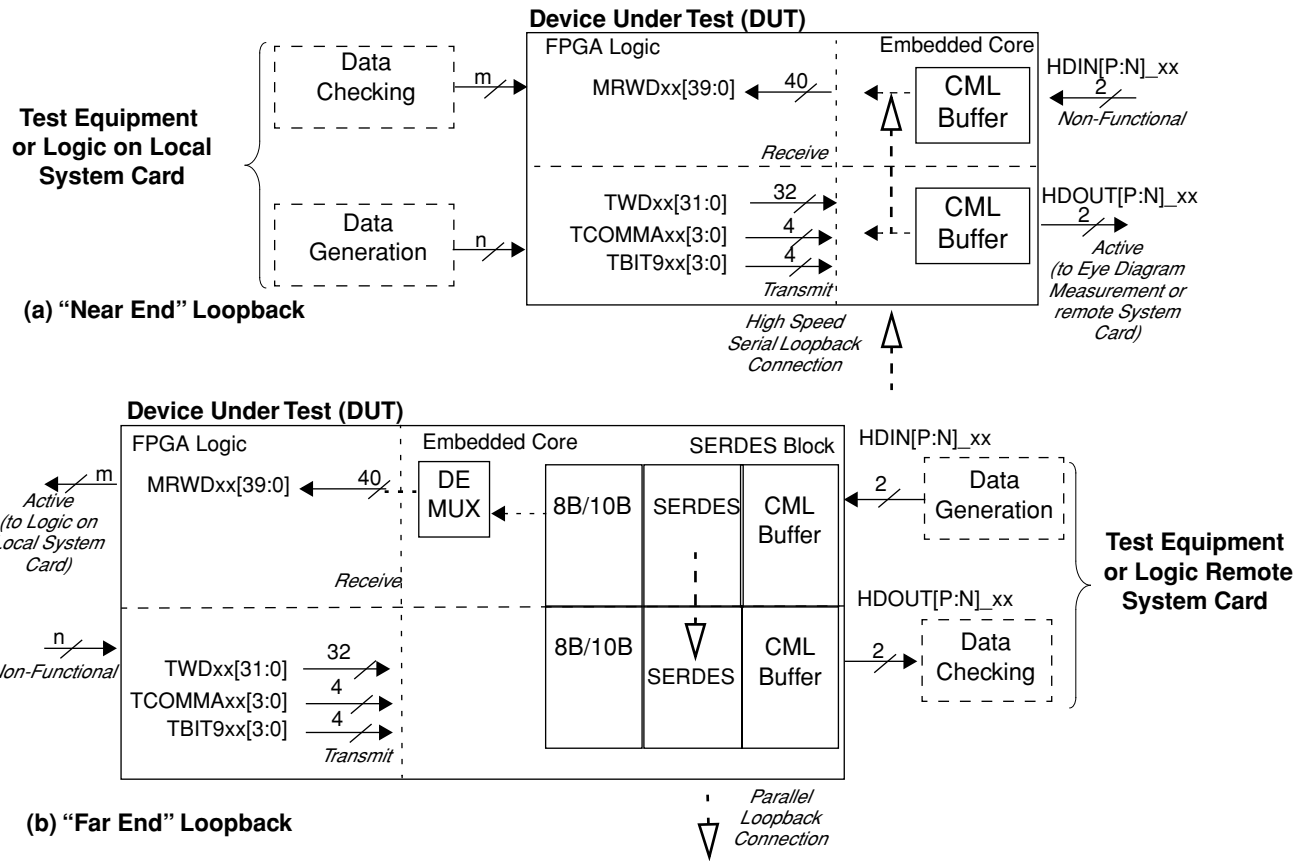 Device Under Test (DUT)
FPGA Logic
Embedded Core
Data
Checking
m
MRWDxx[39:0]
40
CML
Buffer
HDIN[P:N]_xx
2
Non-Functional
Test Equipment
or Logic on Local
System Card
Receive
Data
Generation
n
TWDxx[31:0]
32
TCOMMAxx[3:0]
4
TBIT9xx[3:0]
4
Transmit
CML
Buffer
HDOUT[P:N]_xx
2
Active
(to Eye Diagram
Measurement or
remote System
Card)
(a) “Near End” Loopback
High Speed
Serial Loopback
Connection
Device Under Test (DUT)
FPGA Logic
Embedded Core
SERDES Block
HDIN[P:N]_xx
m
Active
(to Logic on
Local System
Card)
MRWDxx[39:0]
40
DE
MUX
8B/10B
SERDES
CML
Buffer
2
Data
Generation
Receive
Test Equipment
or Logic Remote
System Card
n
Non-Functional
TWDxx[31:0]
32
TCOMMAxx[3:0]
4
TBIT9xx[3:0]
4
Transmit
8B/10B
SERDES
CML
Buffer
HDOUT[P:N]_xx
2
Data
Checking
(b) “Far End” Loopback
Parallel
Loopback
Connection